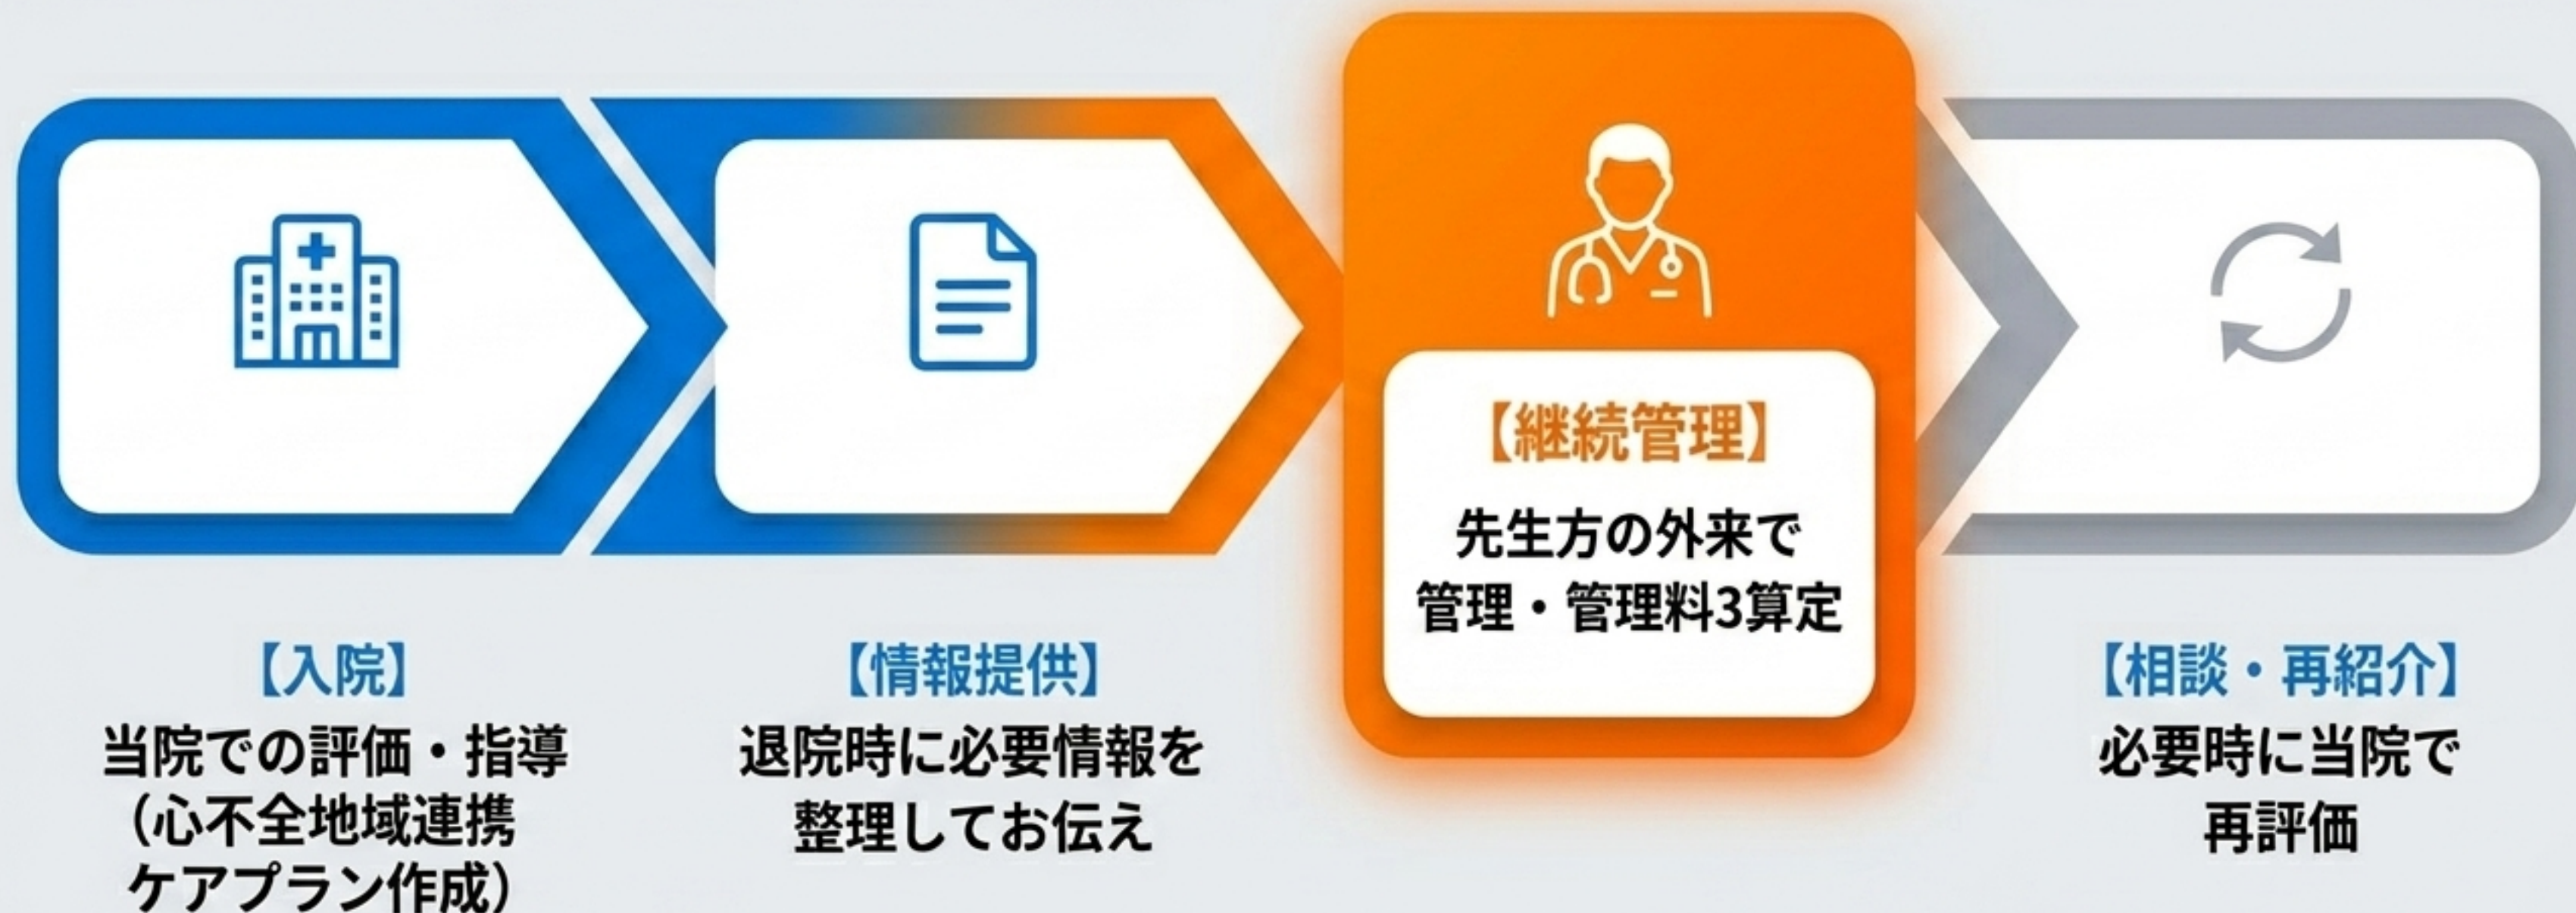 【入院】
当院での評価・指導
（心不全地域連携
ケアプラン作成）
【情報提供】
退院時に必要情報を
整理してお伝え
【継続管理】
先生方の外来で
管理・管理料3算定
【相談・再紹介】
必要時に当院で
再評価